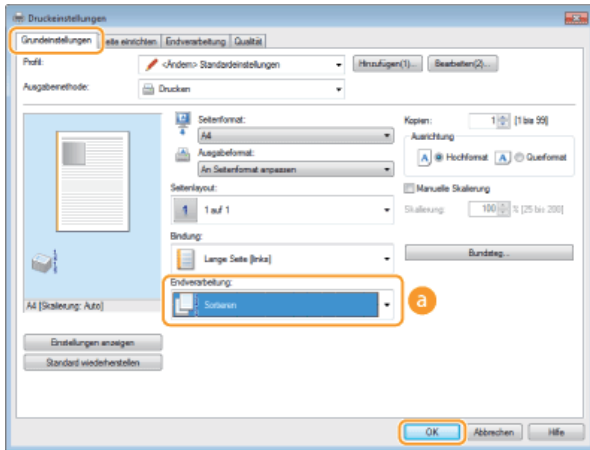 Druckeinstellungen
Grundeinstellungen eite einrichten Endverarbeitung Qualität
Profil: <Ändern> Standardeinstellungen Hinzufügen(1)... Bearbeiten(2)...
Ausgabemethode: Drucken
Seitenformat: Kopien: 1 [1 bis 99]
A4 Ausrichtung
Ausgabeformat: A Hochformat A Querformat
An Seitenformat anpassen
Seitenlayout: Manuelle Skalierung
1 1 auf 1 Skalierung: 100 % [25 bis 200]
Bindung:
Lange Seite [links] Bundsteg...
Endverarbeitung:
A4 [Skalierung: Auto] Sortieren a
Einstellungen anzeigen
Standard wiederherstellen
OK Abbrechen Hilfe